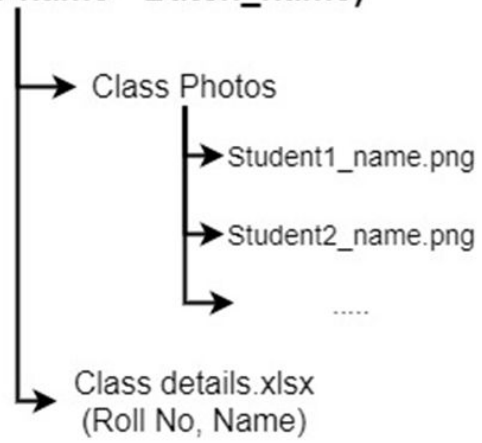 Class Photos
Student1_name.png
Student2_name.png
.....
Class details.xlsx
(Roll No, Name)